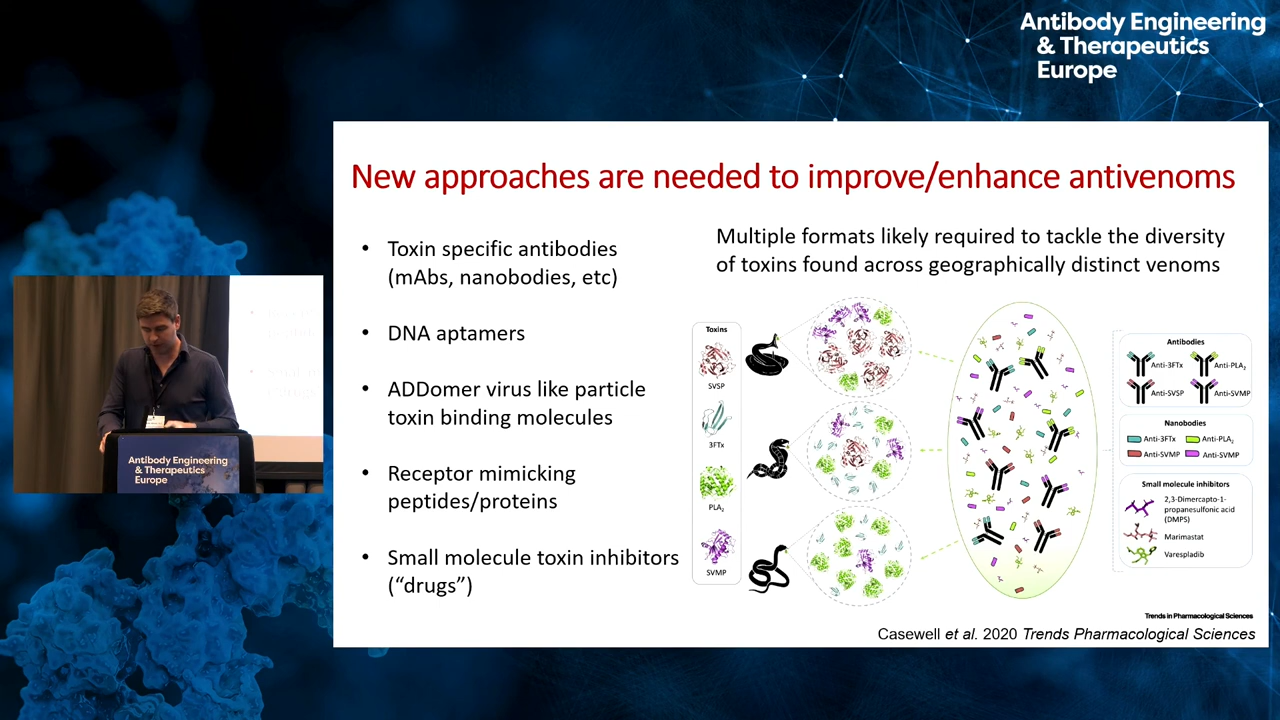 Antibody Engineering
& Therapeutics
Europe
New approaches are needed to improve/enhance antivenoms
• Toxin specific antibodies
(mAbs, nanobodies, etc)
• DNA aptamers
• ADDomer virus like particle
toxin binding molecules
• Receptor mimicking
peptides/proteins
• Small molecule toxin inhibitors
(“drugs”)
Multiple formats likely required to tackle the diversity
of toxins found across geographically distinct venoms
Toxins
SVSP
3FTx
PLA₂
SVMP
Antibodies
Anti-3FTx
Anti-PLA₂
Anti-SVSP
Anti-SVMP
Nanobodies
Anti-3FTx
Anti-PLA₂
Anti-SVMP
Anti-SVMP
Small molecule inhibitors
2,3-Dimercapto-1-
propanesulfonic acid
(DMPS)
Marimastat
Varespladib
Trends in Pharmacological Sciences
Casewell et al. 2020 Trends Pharmacological Sciences
Antibody Engineering
& Therapeutics
Europe